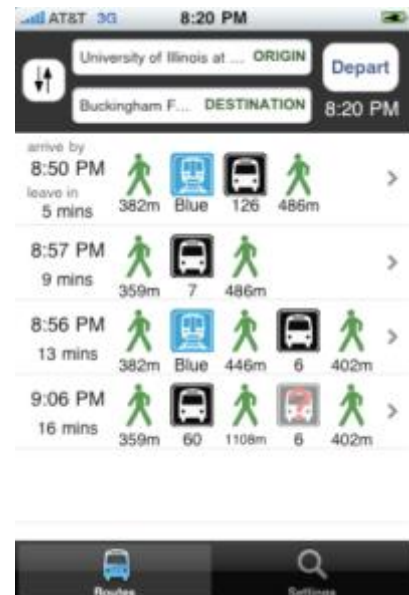 AT&T 3G 8:20 PM
University of Illinois at ... ORIGIN
Depart
Buckingham F... DESTINATION
8:20 PM
arrive by
8:50 PM
leave in
5 mins
382m Blue 126 486m
8:57 PM
9 mins
359m 7 486m
8:56 PM
13 mins
382m Blue 446m 6 402m
9:06 PM
16 mins
?
359m 60 1108m 6 402m
Routes Settings